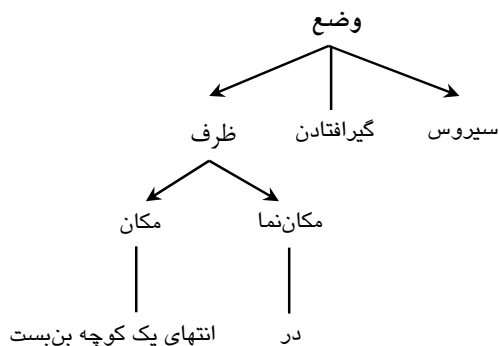 وضع
سیروس گیرافتادن ظرف
مکان‌نما مکان
در انتهای یک کوچه بن‌بست